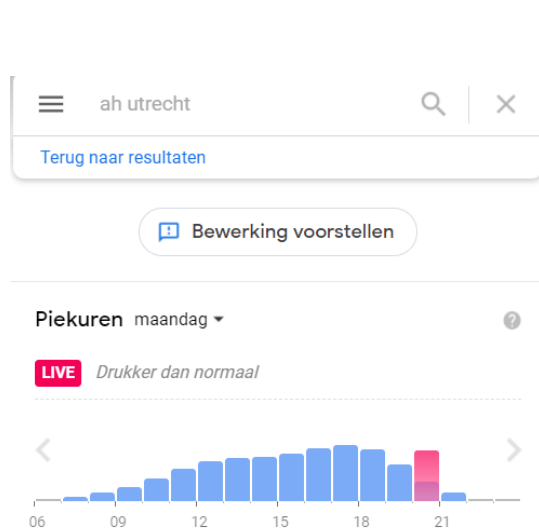 ah utrecht
Terug naar resultaten
Bewerking voorstellen
Piekuren maandag
LIVE Drukker dan normaal
06 09 12 15 18 21